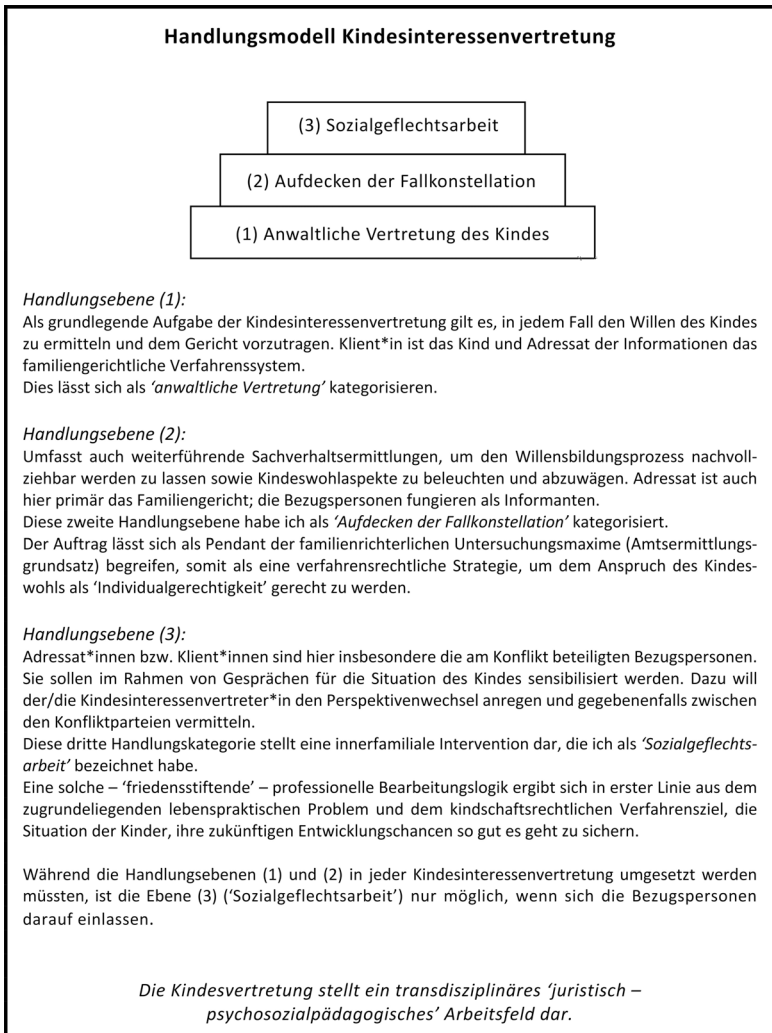 Handlungsmodell Kindesinteressenvertretung
(3) Sozialgeflechtsarbeit
(2) Aufdecken der Fallkonstellation
(1) Anwaltliche Vertretung des Kindes
Handlungsebene (1):
Als grundlegende Aufgabe der Kindesinteressenvertretung gilt es, in jedem Fall den Willen des Kindes
zu ermitteln und dem Gericht vorzutragen. Klient*in ist das Kind und Adressat der Informationen das
familiengerichtliche Verfahrenssystem.
Dies lässt sich als ‘anwaltliche Vertretung’ kategorisieren.
Handlungsebene (2):
Umfasst auch weiterführende Sachverhaltsermittlungen, um den Willensbildungsprozess nachvoll-
ziehbar werden zu lassen sowie Kindeswohlaspekte zu beleuchten und abzuwägen. Adressat ist auch
hier primär das Familiengericht; die Bezugspersonen fungieren als Informanten.
Diese zweite Handlungsebene habe ich als ‘Aufdecken der Fallkonstellation’ kategorisiert.
Der Auftrag lässt sich als Pendant der familienrichterlichen Untersuchungsmaxime (Amtsermittlungs-
grundsatz) begreifen, somit als eine verfahrensrechtliche Strategie, um dem Anspruch des Kindes-
wohls als ‘Individualgerechtigkeit’ gerecht zu werden.
Handlungsebene (3):
Adressat*innen bzw. Klient*innen sind hier insbesondere die am Konflikt beteiligten Bezugspersonen.
Sie sollen im Rahmen von Gesprächen für die Situation des Kindes sensibilisiert werden. Dazu will
der/die Kindesinteressenvertreter*in den Perspektivenwechsel anregen und gegebenenfalls zwischen
den Konfliktparteien vermitteln.
Diese dritte Handlungskategorie stellt eine innerfamiliale Intervention dar, die ich als ‘Sozialgeflechts-
arbeit’ bezeichnet habe.
Eine solche – ‘friedensstiftende’ – professionelle Bearbeitungslogik ergibt sich in erster Linie aus dem
zugrundeliegenden lebenspraktischen Problem und dem kindschaftsrechtlichen Verfahrensziel, die
Situation der Kinder, ihre zukünftigen Entwicklungschancen so gut es geht zu sichern.
Während die Handlungsebenen (1) und (2) in jeder Kindesinteressenvertretung umgesetzt werden
müssten, ist die Ebene (3) (‘Sozialgeflechtsarbeit’) nur möglich, wenn sich die Bezugspersonen
darauf einlassen.
Die Kindesvertretung stellt ein transdisziplinäres ‘juristisch –
psychosozialpädagogisches’ Arbeitsfeld dar.